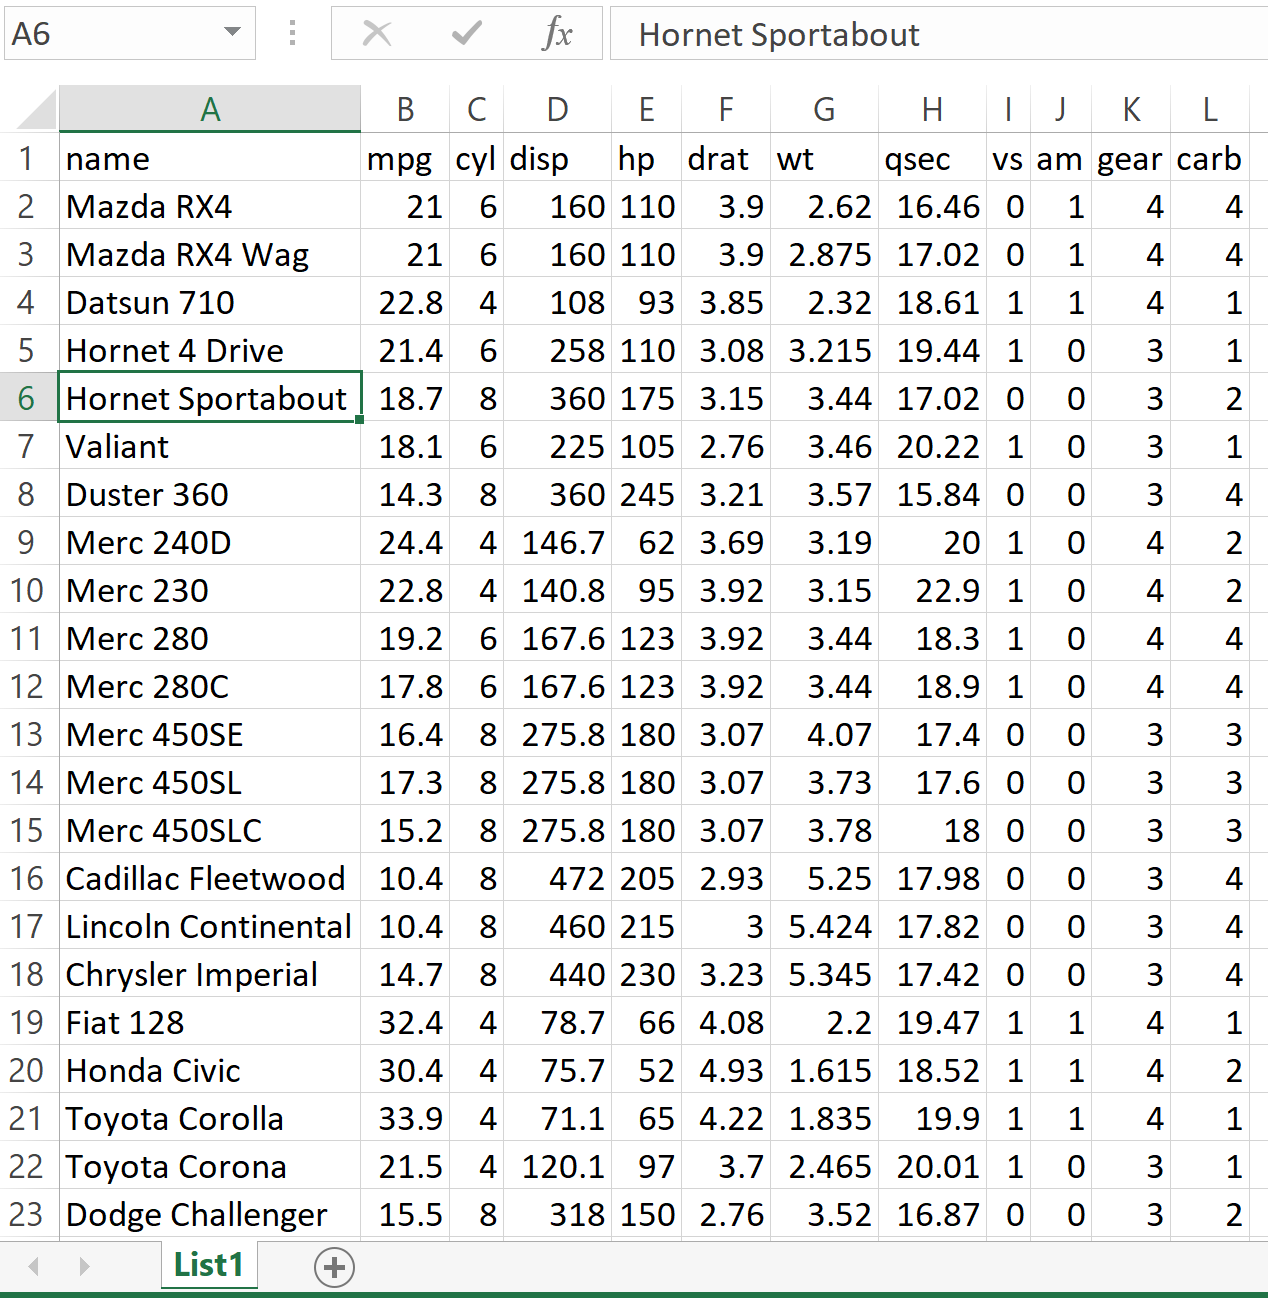 A6 fx Hornet Sportabout
A B C D E F G H I J K L
1 name mpg cyl disp hp drat wt qsec vs am gear carb
2 Mazda RX4 21 6 160 110 3.9 2.62 16.46 0 1 4 4
3 Mazda RX4 Wag 21 6 160 110 3.9 2.875 17.02 0 1 4 4
4 Datsun 710 22.8 4 108 93 3.85 2.32 18.61 1 1 4 1
5 Hornet 4 Drive 21.4 6 258 110 3.08 3.215 19.44 1 0 3 1
6 Hornet Sportabout 18.7 8 360 175 3.15 3.44 17.02 0 0 3 2
7 Valiant 18.1 6 225 105 2.76 3.46 20.22 1 0 3 1
8 Duster 360 14.3 8 360 245 3.21 3.57 15.84 0 0 3 4
9 Merc 240D 24.4 4 146.7 62 3.69 3.19 20 1 0 4 2
10 Merc 230 22.8 4 140.8 95 3.92 3.15 22.9 1 0 4 2
11 Merc 280 19.2 6 167.6 123 3.92 3.44 18.3 1 0 4 4
12 Merc 280C 17.8 6 167.6 123 3.92 3.44 18.9 1 0 4 4
13 Merc 450SE 16.4 8 275.8 180 3.07 4.07 17.4 0 0 3 3
14 Merc 450SL 17.3 8 275.8 180 3.07 3.73 17.6 0 0 3 3
15 Merc 450SLC 15.2 8 275.8 180 3.07 3.78 18 0 0 3 3
16 Cadillac Fleetwood 10.4 8 472 205 2.93 5.25 17.98 0 0 3 4
17 Lincoln Continental 10.4 8 460 215 3 5.424 17.82 0 0 3 4
18 Chrysler Imperial 14.7 8 440 230 3.23 5.345 17.42 0 0 3 4
19 Fiat 128 32.4 4 78.7 66 4.08 2.2 19.47 1 1 4 1
20 Honda Civic 30.4 4 75.7 52 4.93 1.615 18.52 1 1 4 2
21 Toyota Corolla 33.9 4 71.1 65 4.22 1.835 19.9 1 1 4 1
22 Toyota Corona 21.5 4 120.1 97 3.7 2.465 20.01 1 0 3 1
23 Dodge Challenger 15.5 8 318 150 2.76 3.52 16.87 0 0 3 2
List1